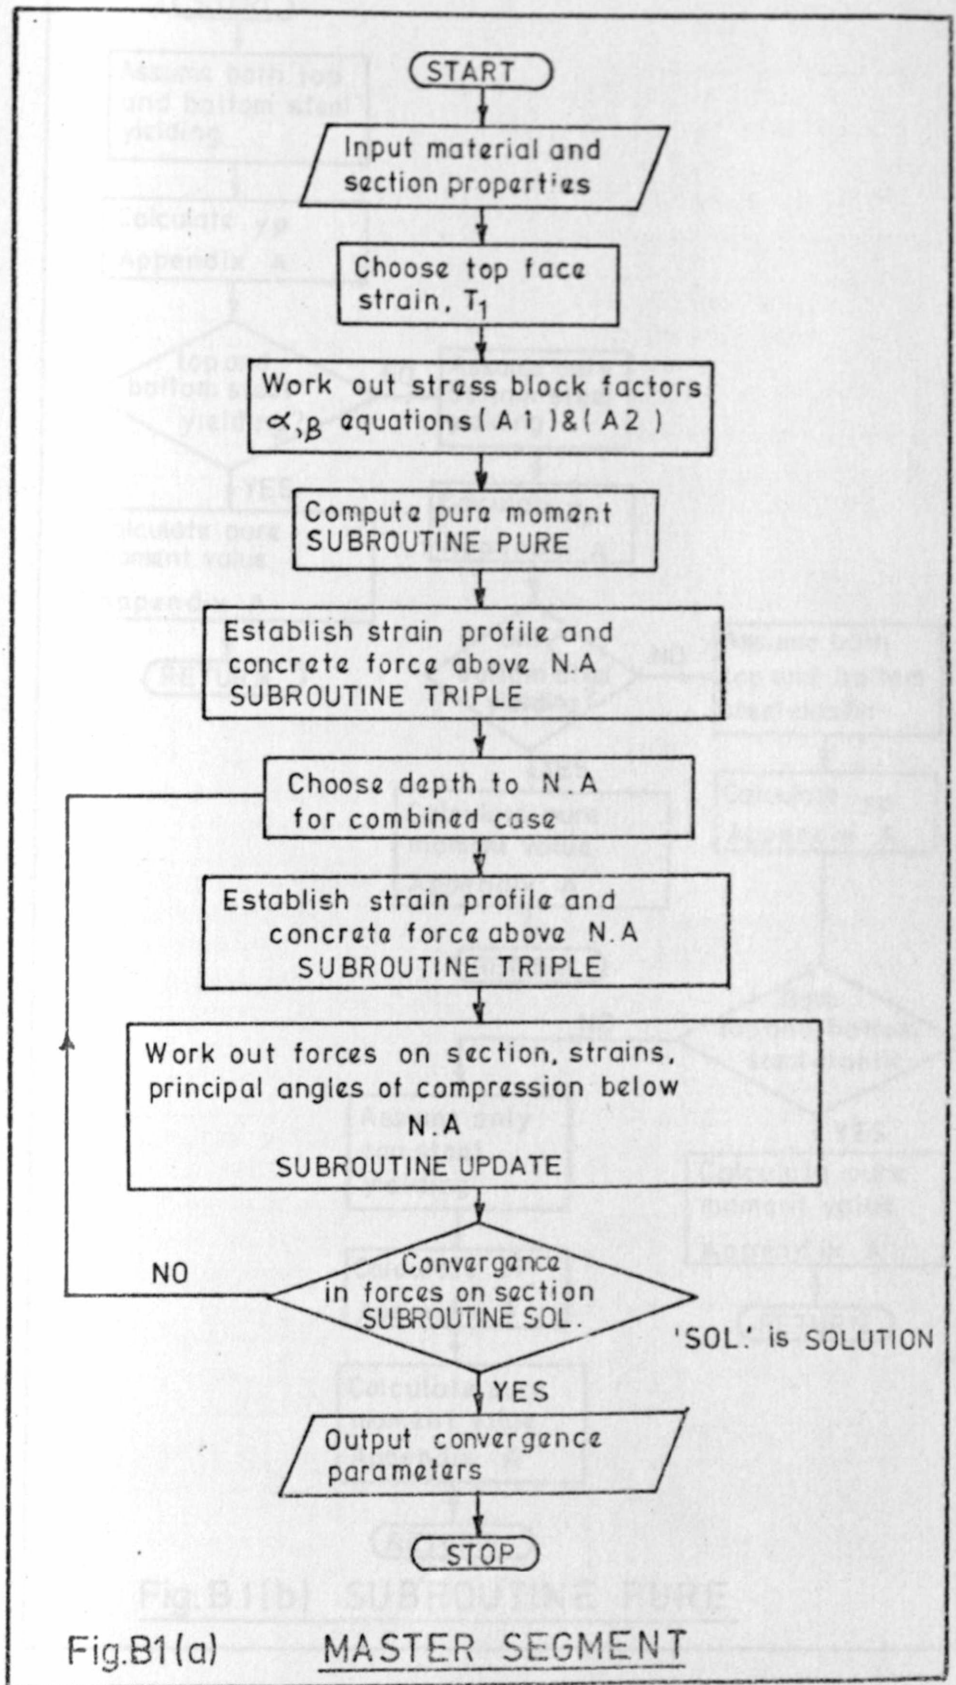 START
Input material and
section properties
Choose top face
strain, T₁
Work out stress block factors
α,β equations (A1)&(A2)
Compute pure moment
SUBROUTINE PURE
Establish strain profile and
concrete force above N.A
SUBROUTINE TRIPLE
Choose depth to N.A
for combined case
Establish strain profile and
concrete force above N.A
SUBROUTINE TRIPLE
Work out forces on section, strains,
principal angles of compression below
N.A
SUBROUTINE UPDATE
Convergence
in forces on section
SUBROUTINE SOL.
NO
'SOL.' is SOLUTION
YES
Output convergence
parameters
STOP
Fig.B1(a) MASTER SEGMENT
Fig.B1(b) SUBROUTINE PURE